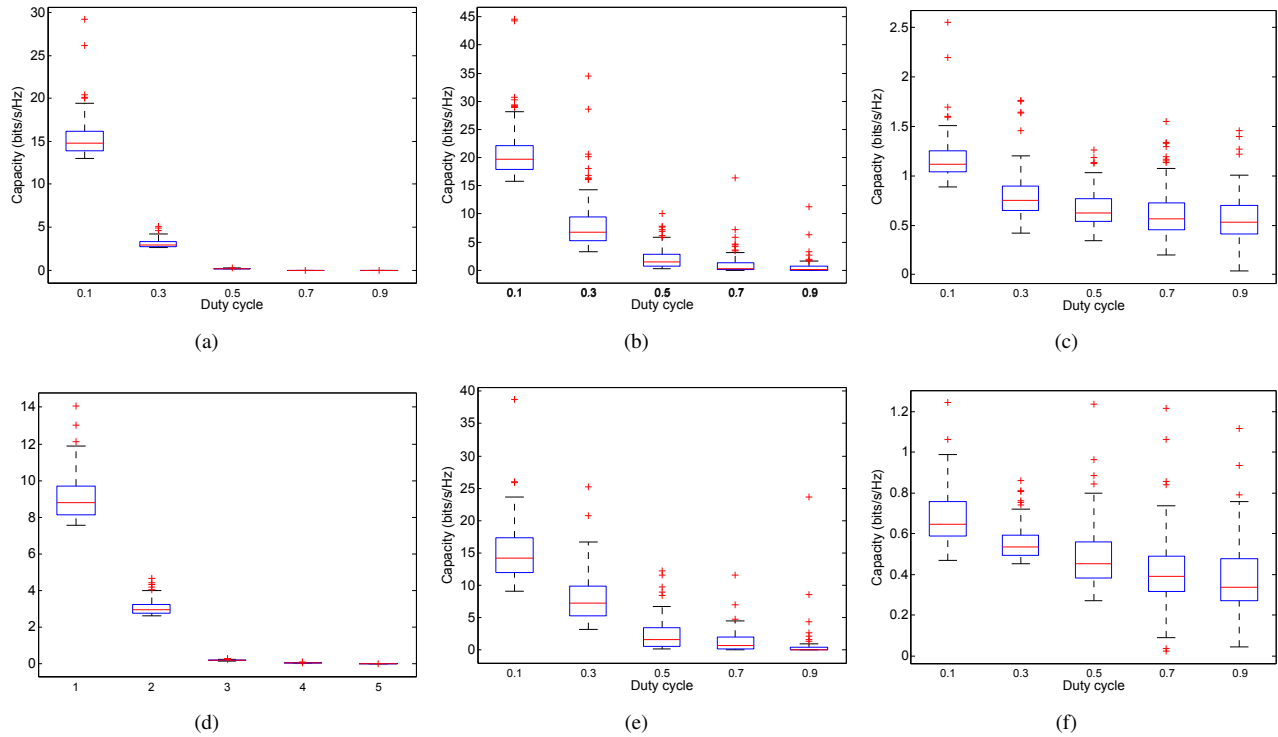 30
25
20
15
10
5
0
Capacity (bits/s/Hz)
0.1 0.3 0.5 0.7 0.9
Duty cycle
(a)
45
40
35
30
25
20
15
10
5
0
Capacity (bits/s/Hz)
0.1 0.3 0.5 0.7 0.9
Duty cycle
(b)
2.5
2
1.5
1
0.5
0
Capacity (bits/s/Hz)
0.1 0.3 0.5 0.7 0.9
Duty cycle
(c)
14
12
10
8
6
4
2
0
1 2 3 4 5
(d)
40
35
30
25
20
15
10
5
0
Capacity (bits/s/Hz)
0.1 0.3 0.5 0.7 0.9
Duty cycle
(e)
1.2
1
0.8
0.6
0.4
0.2
0
Capacity (bits/s/Hz)
0.1 0.3 0.5 0.7 0.9
Duty cycle
(f)